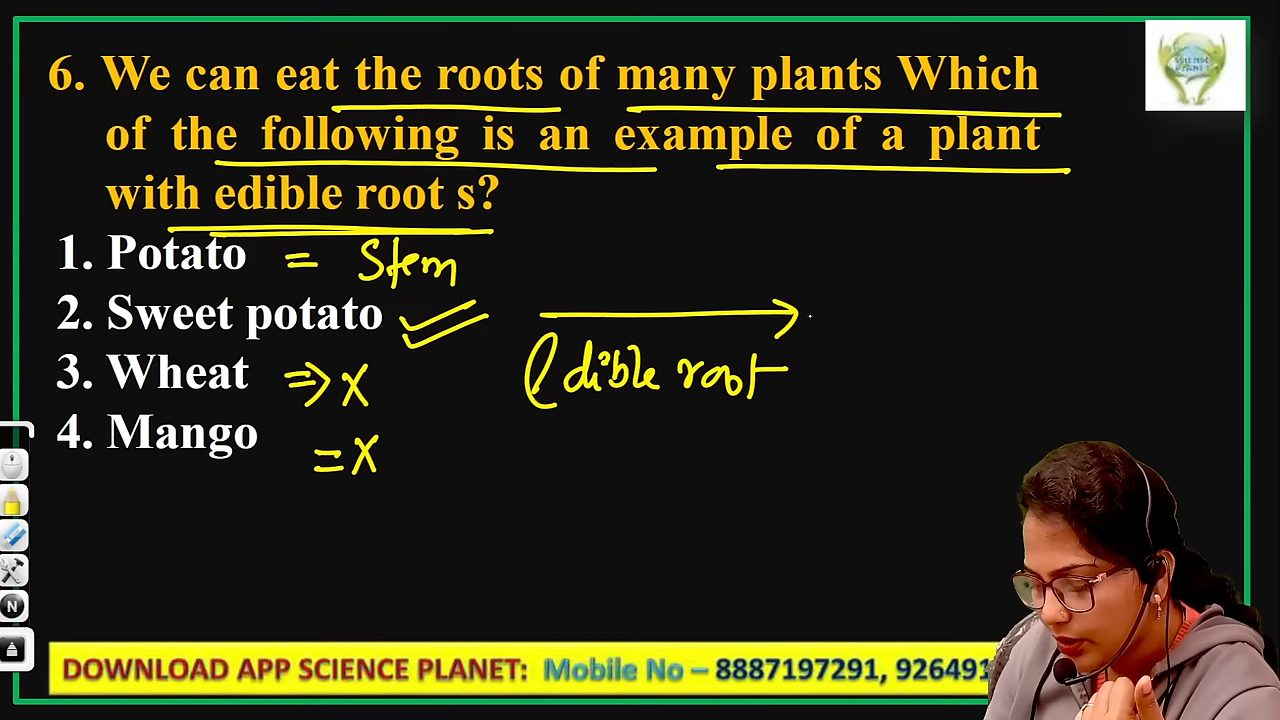 6. We can eat the roots of many plants Which
of the following is an example of a plant
with edible root s?
1. Potato = Stem
2. Sweet potato
Edible root
3. Wheat => X
4. Mango = X
SCIENCE PLANET
N
DOWNLOAD APP SCIENCE PLANET: Mobile No – 8887197291, 926491